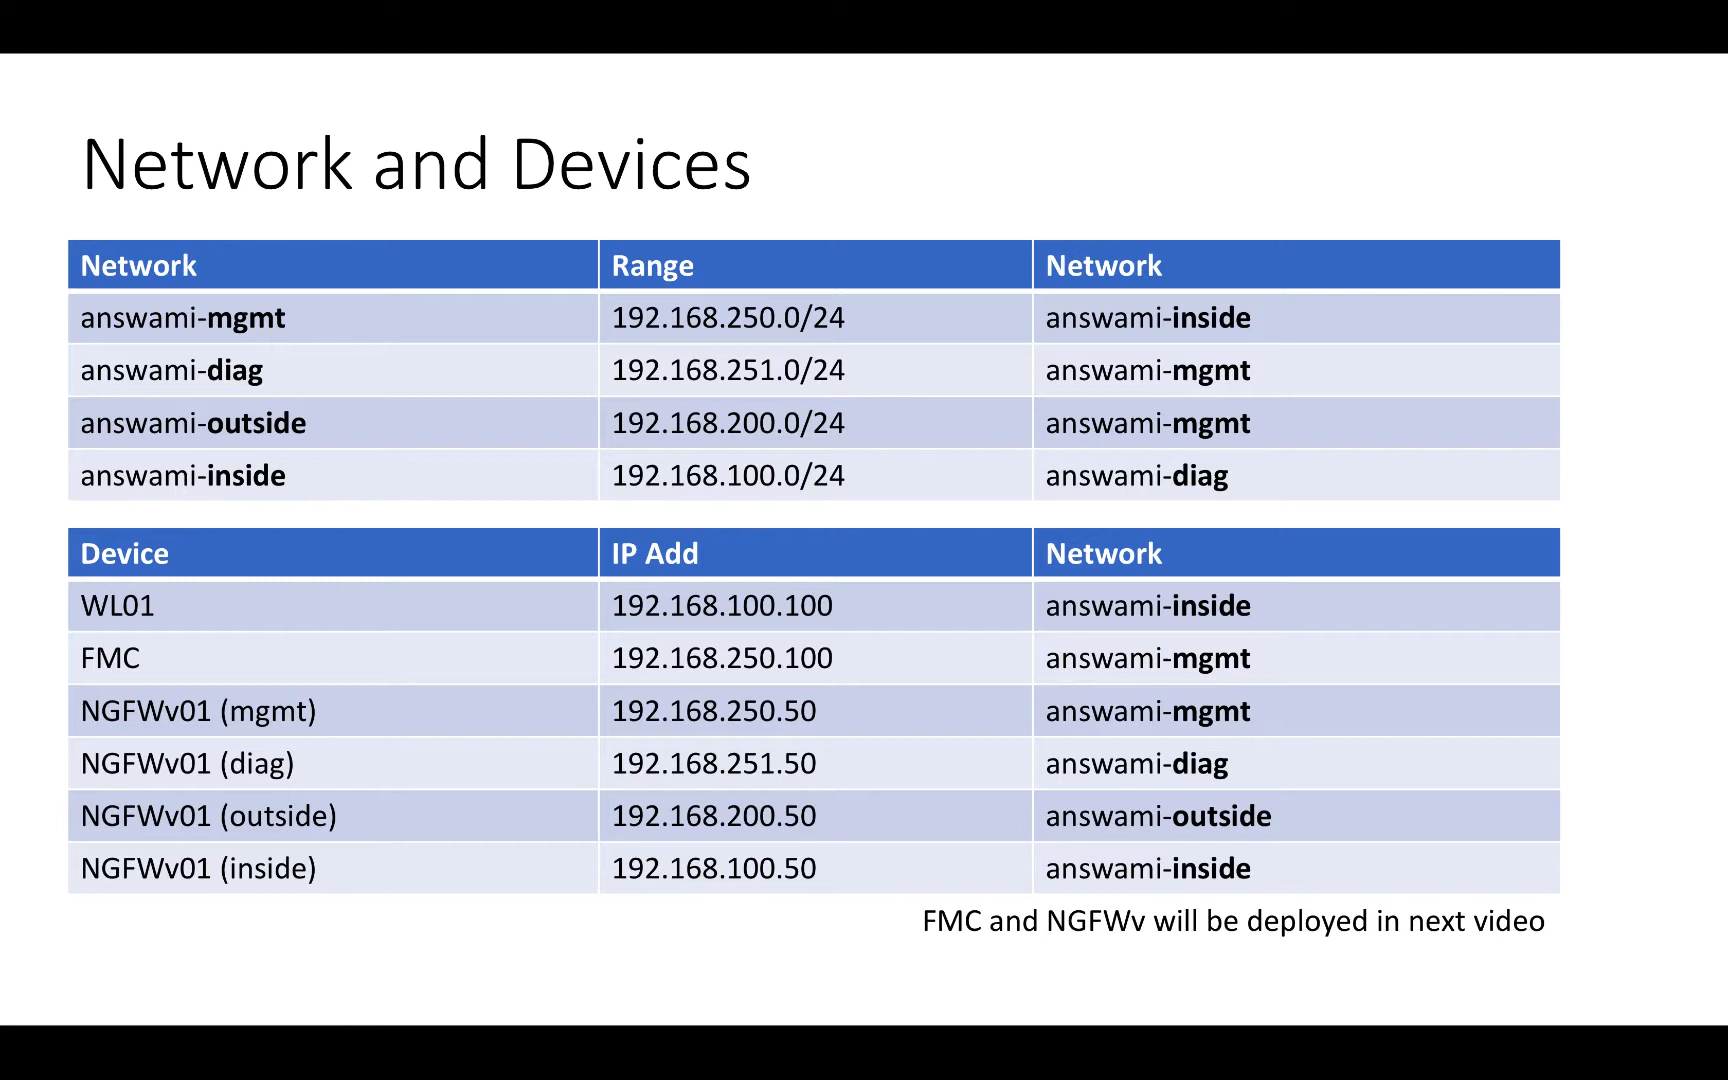 Network and Devices
Network Range Network
answami-mgmt 192.168.250.0/24 answami-inside
answami-diag 192.168.251.0/24 answami-mgmt
answami-outside 192.168.200.0/24 answami-mgmt
answami-inside 192.168.100.0/24 answami-diag
Device IP Add Network
WL01 192.168.100.100 answami-inside
FMC 192.168.250.100 answami-mgmt
NGFWv01 (mgmt) 192.168.250.50 answami-mgmt
NGFWv01 (diag) 192.168.251.50 answami-diag
NGFWv01 (outside) 192.168.200.50 answami-outside
NGFWv01 (inside) 192.168.100.50 answami-inside
FMC and NGFWv will be deployed in next video